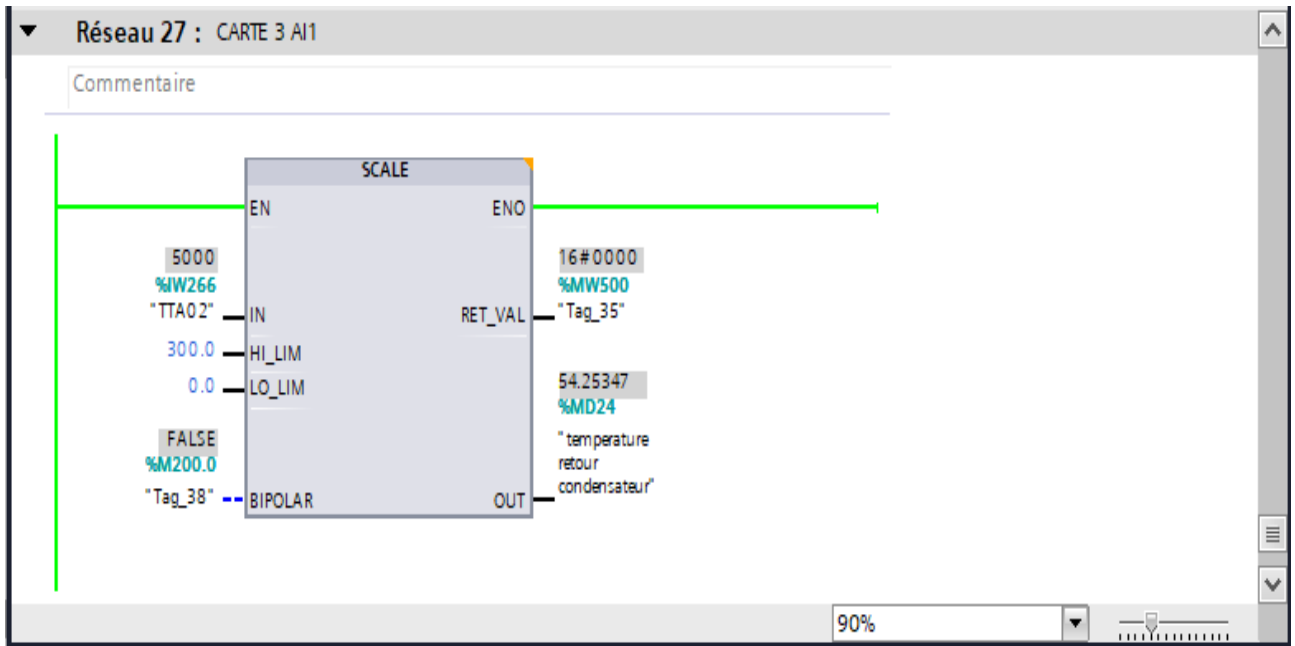 Réseau 27 : CARTE 3 AI1
Commentaire
SCALE
EN ENO
5000
%IW266
"TTA02" IN
300.0 HI_LIM
0.0 LO_LIM
FALSE
%M200.0
"Tag_38" BIPOLAR
16#0000
%MW500
RET_VAL "Tag_35"
54.25347
%MD24
"temperature
retour
condensateur"
OUT
90%